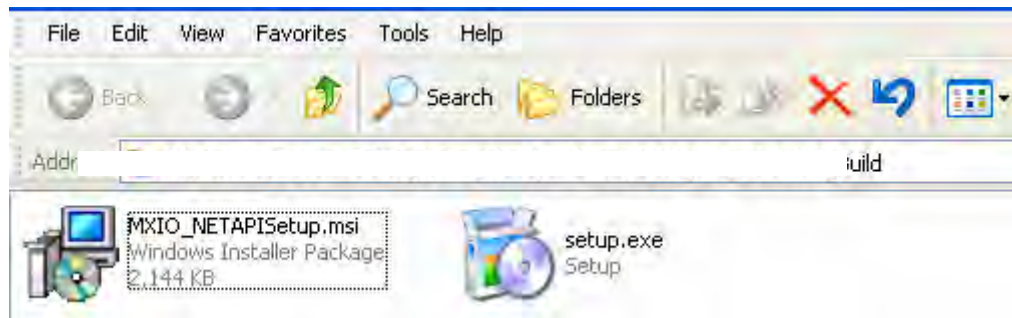 File Edit View Favorites Tools Help
Back Search Folders
Addr uild
MXIO_NETAPISetup.msi
Windows Installer Package
2,144 KB
setup.exe
Setup